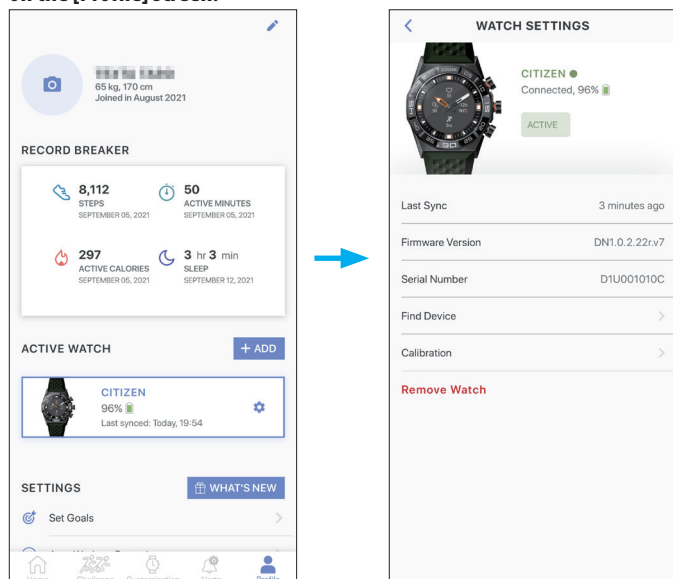 65 kg, 170 cm
Joined in August 2021
RECORD BREAKER
8,112
STEPS
SEPTEMBER 05, 2021
50
ACTIVE MINUTES
SEPTEMBER 05, 2021
297
ACTIVE CALORIES
SEPTEMBER 05, 2021
3 hr 3 min
SLEEP
SEPTEMBER 12, 2021
ACTIVE WATCH
+ ADD
CITIZEN
96%
Last synced: Today, 19:54
SETTINGS
WHAT'S NEW
Set Goals
Profile
WATCH SETTINGS
CITIZEN
Connected, 96%
ACTIVE
Last Sync 3 minutes ago
Firmware Version DN1.0.2.22r.v7
Serial Number D1U001010C
Find Device
Calibration
Remove Watch